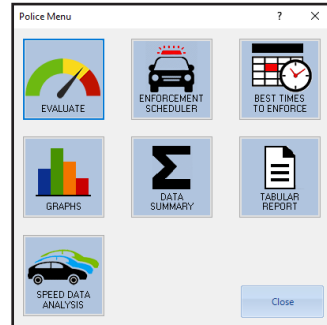 Police Menu
?
EVALUATE
ENFORCEMENT
SCHEDULER
BEST TIMES
TO ENFORCE
GRAPHS
DATA
SUMMARY
TABULAR
REPORT
SPEED DATA
ANALYSIS
Close